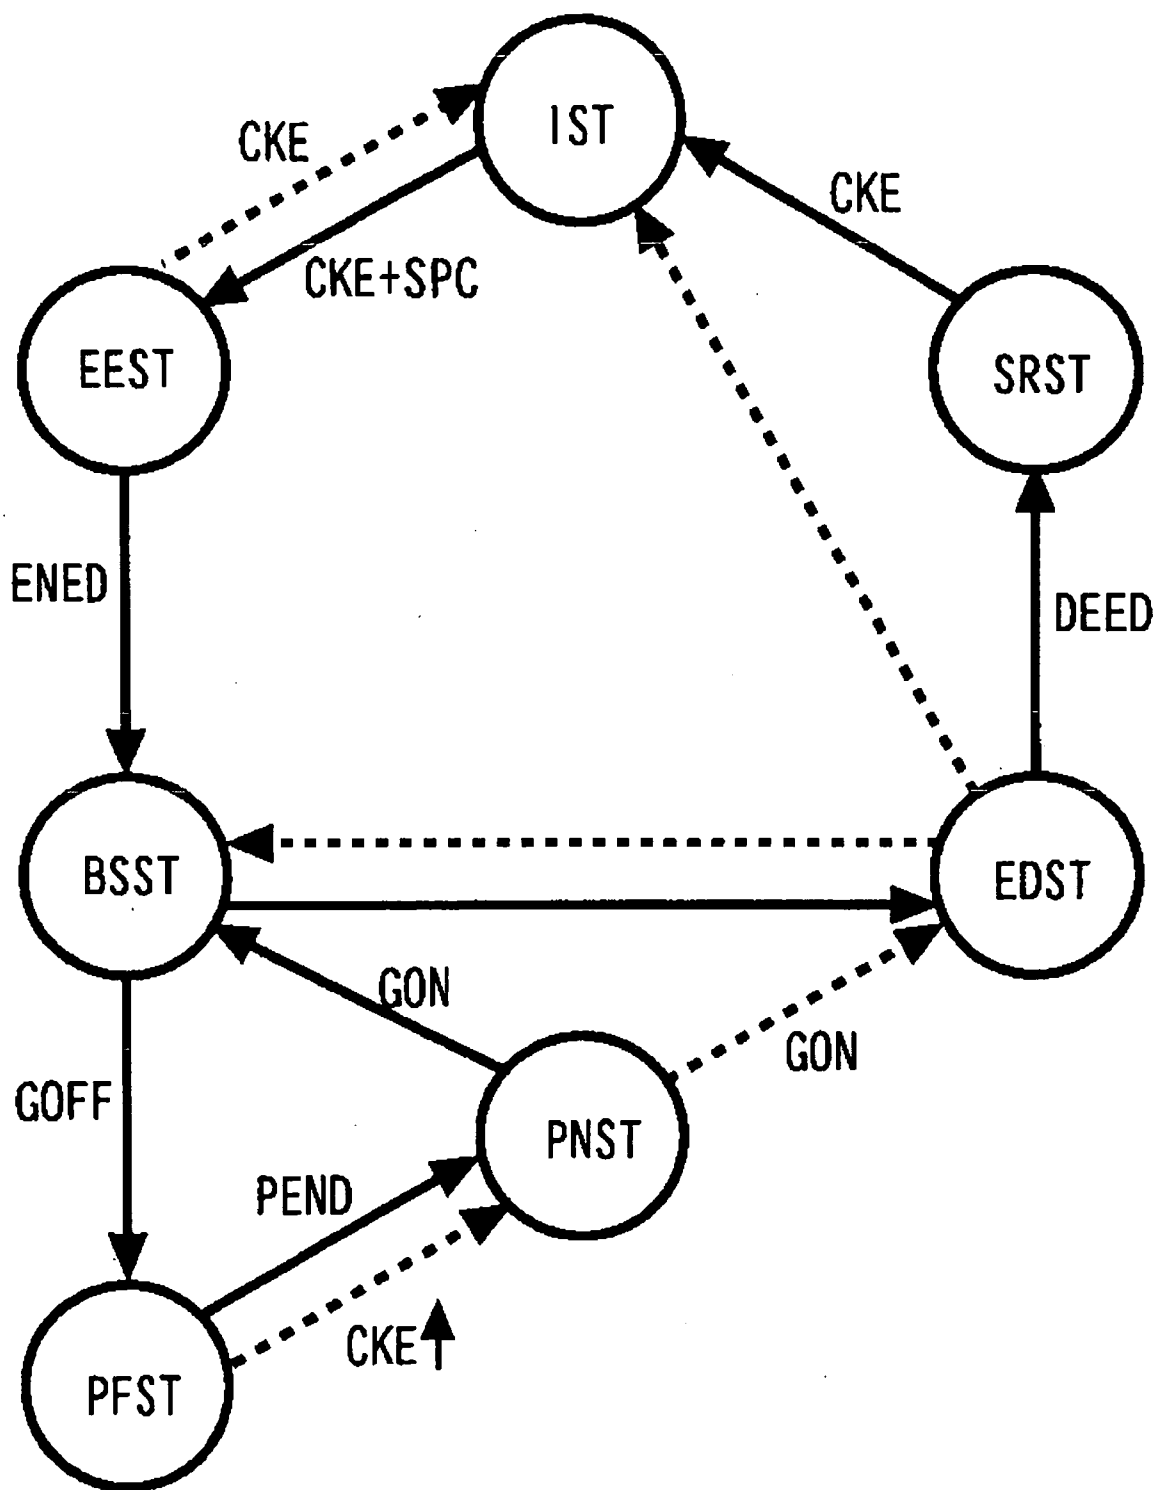 IST
CKE
CKE
CKE+SPC
EEST
SRST
ENED
DEED
BSST
EDST
GON
GON
GOFF
PNST
PEND
CKE↑
PFST